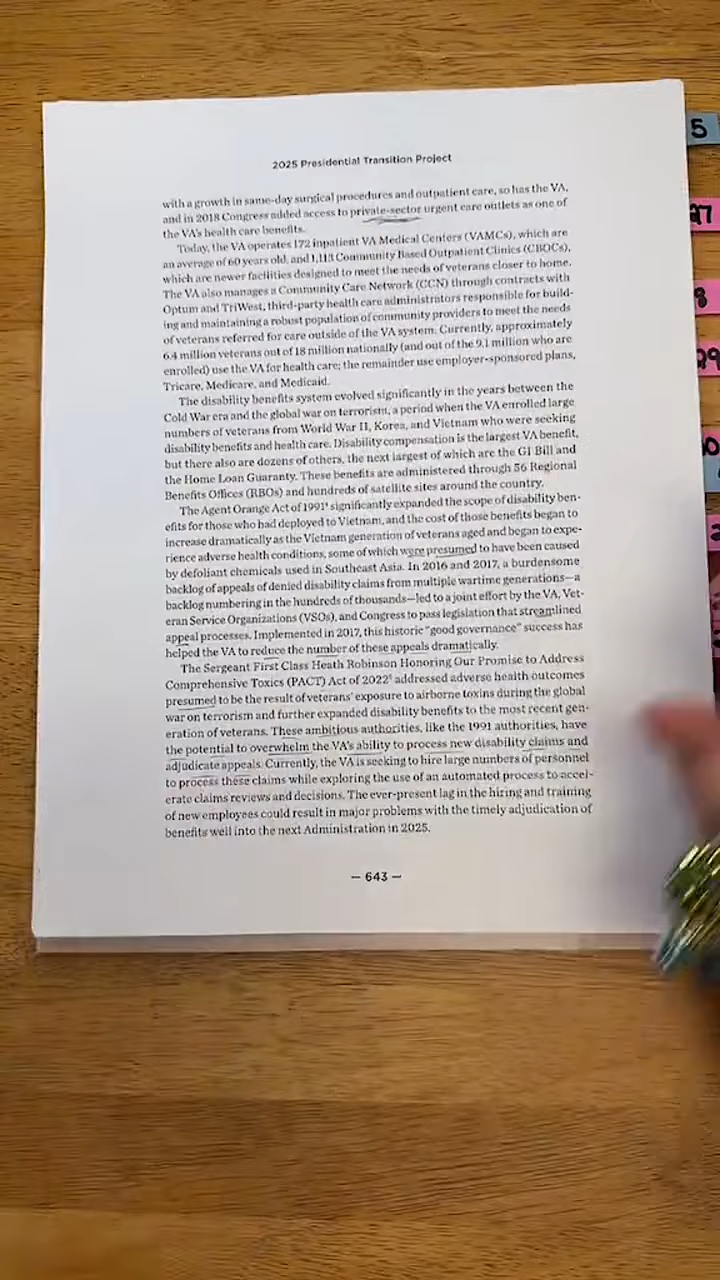 2025 Presidential Transition Project
with a growth in same-day surgical procedures and outpatient care, so has the VA,
and in 2018 Congress added access to private-sector urgent care outlets as one of
the VA's health care benefits.
Today, the VA operates 172 inpatient VA Medical Centers (VAMCs), which are
an average of 60 years old, and 1,113 Community Based Outpatient Clinics (CBOCs),
which are newer facilities designed to meet the needs of veterans closer to home.
The VA also manages a Community Care Network (CCN) through contracts with
Optum and TriWest, third-party health care administrators responsible for build-
ing and maintaining a robust population of community providers to meet the needs
of veterans referred for care outside of the VA system. Currently, approximately
6.4 million veterans out of 18 million nationally (and out of the 9.1 million who are
enrolled) use the VA for health care; the remainder use employer-sponsored plans,
Tricare, Medicare, and Medicaid.
The disability benefits system evolved significantly in the years between the
Cold War era and the global war on terrorism, a period when the VA enrolled large
numbers of veterans from World War II, Korea, and Vietnam who were seeking
disability benefits and health care. Disability compensation is the largest VA benefit,
but there also are dozens of others, the next largest of which are the GI Bill and
the Home Loan Guaranty. These benefits are administered through 56 Regional
Benefits Offices (RBOs) and hundreds of satellite sites around the country.
The Agent Orange Act of 1991⁴ significantly expanded the scope of disability ben-
efits for those who had deployed to Vietnam, and the cost of those benefits began to
increase dramatically as the Vietnam generation of veterans aged and began to expe-
rience adverse health conditions, some of which were presumed to have been caused
by defoliant chemicals used in Southeast Asia. In 2016 and 2017, a burdensome
backlog of appeals of denied disability claims from multiple wartime generations—a
backlog numbering in the hundreds of thousands—led to a joint effort by the VA, Vet-
eran Service Organizations (VSOs), and Congress to pass legislation that streamlined
appeal processes. Implemented in 2017, this historic "good governance" success has
helped the VA to reduce the number of these appeals dramatically.
The Sergeant First Class Heath Robinson Honoring Our Promise to Address
Comprehensive Toxics (PACT) Act of 2022⁵ addressed adverse health outcomes
presumed to be the result of veterans' exposure to airborne toxins during the global
war on terrorism and further expanded disability benefits to the most recent gen-
eration of veterans. These ambitious authorities, like the 1991 authorities, have
the potential to overwhelm the VA's ability to process new disability claims and
adjudicate appeals. Currently, the VA is seeking to hire large numbers of personnel
to process these claims while exploring the use of an automated process to accel-
erate claims reviews and decisions. The ever-present lag in the hiring and training
of new employees could result in major problems with the timely adjudication of
benefits well into the next Administration in 2025.
— 643 —
5
27
29